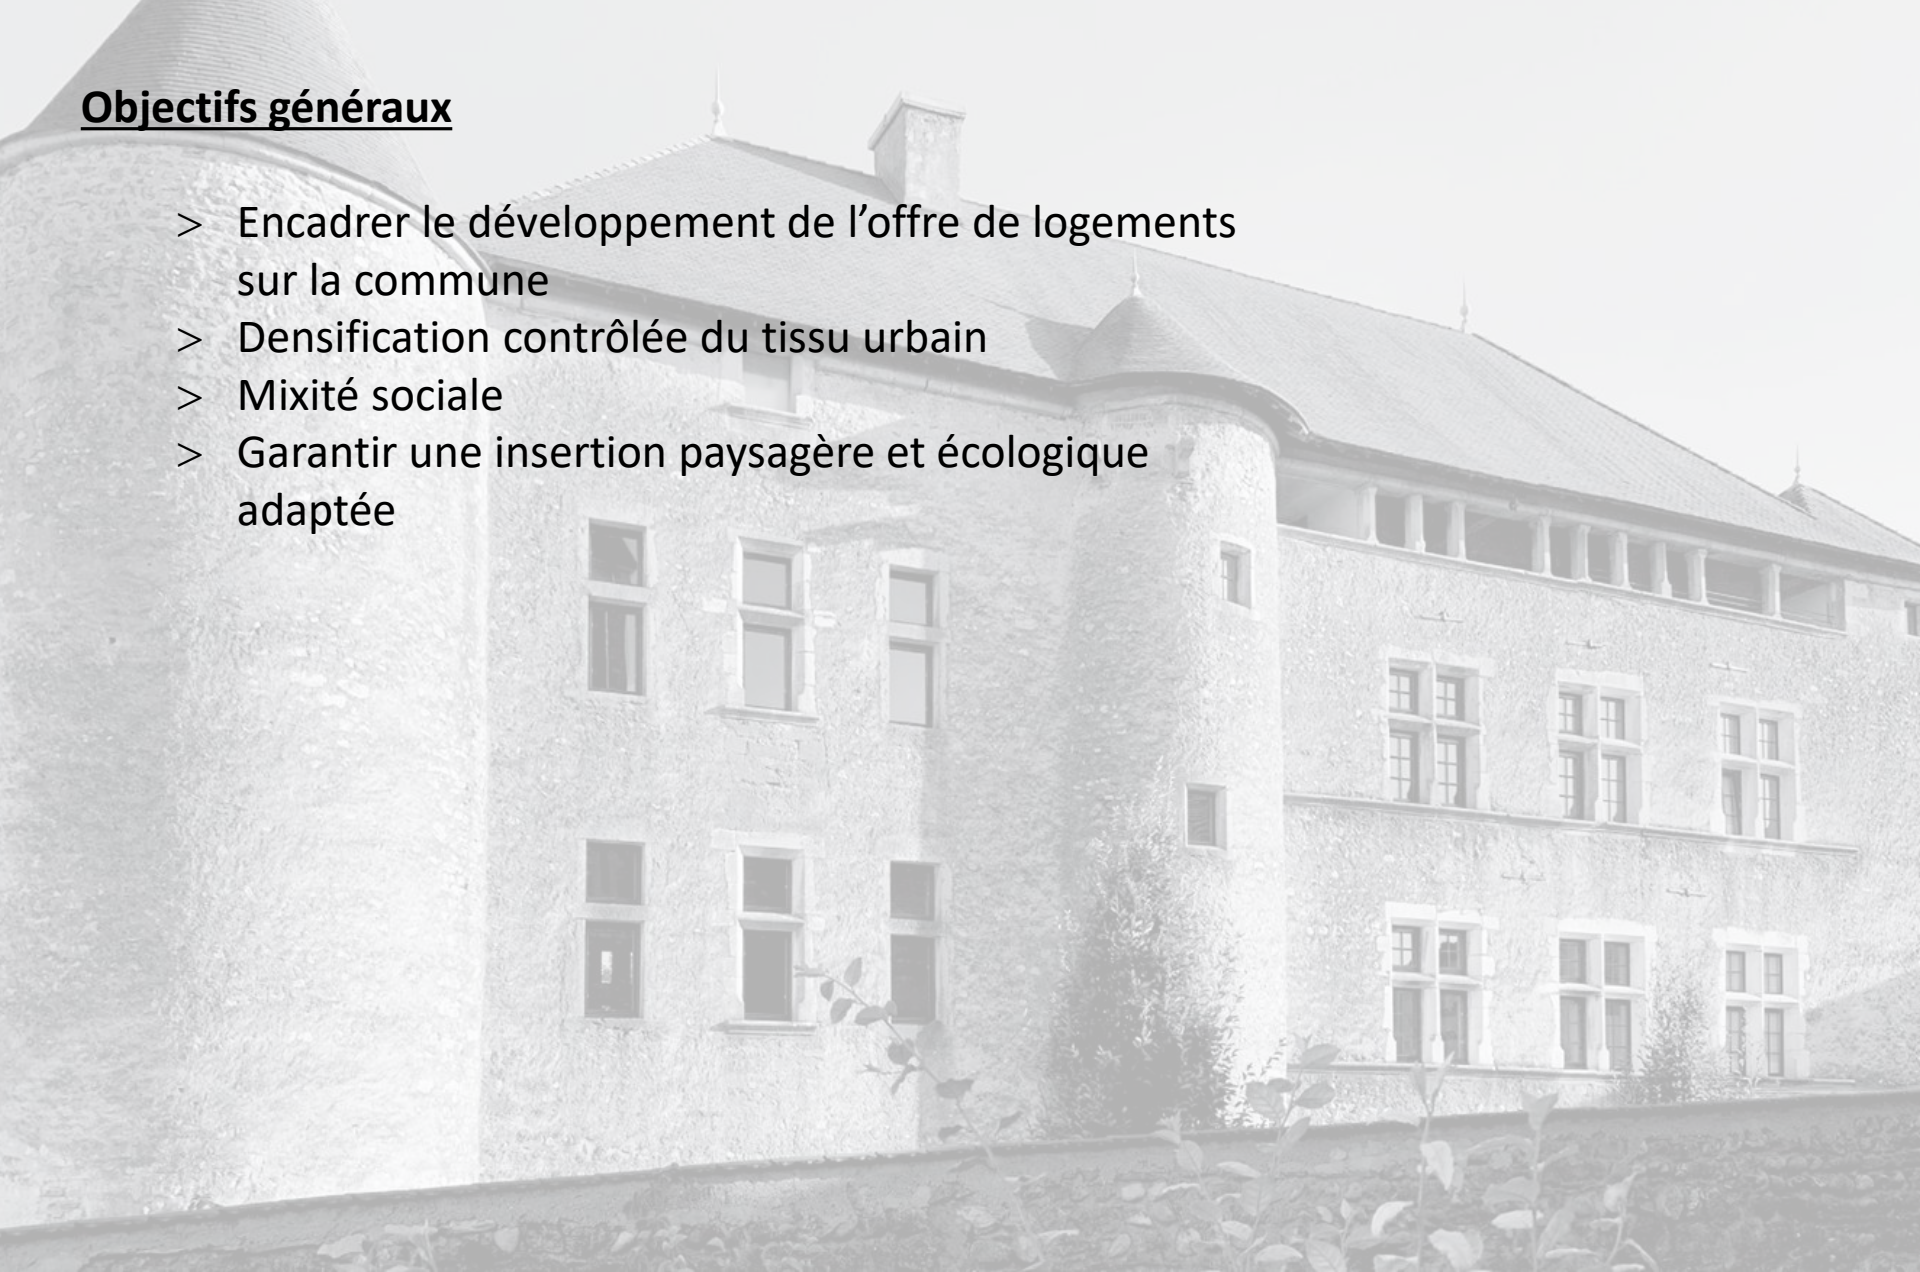 Objectifs généraux
> Encadrer le développement de l’offre de logements
sur la commune
> Densification contrôlée du tissu urbain
> Mixité sociale
> Garantir une insertion paysagère et écologique
adaptée